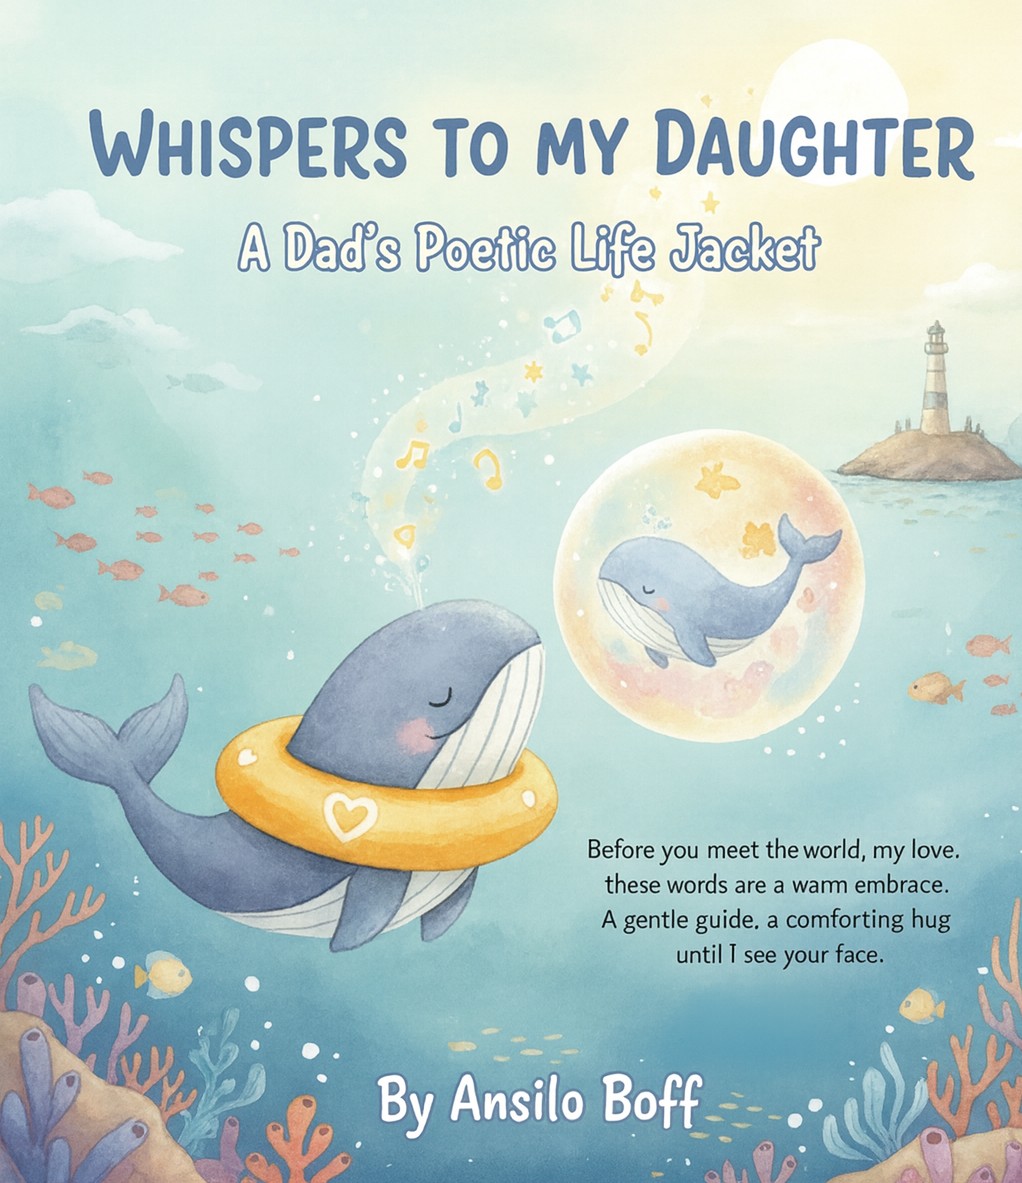 WHISPERS TO MY DAUGHTER
A Dad's Poetic Life Jacket
Before you meet the world, my love.
these words are a warm embrace.
A gentle guide. a comforting hug
until I see your face.
By Ansilo Boff